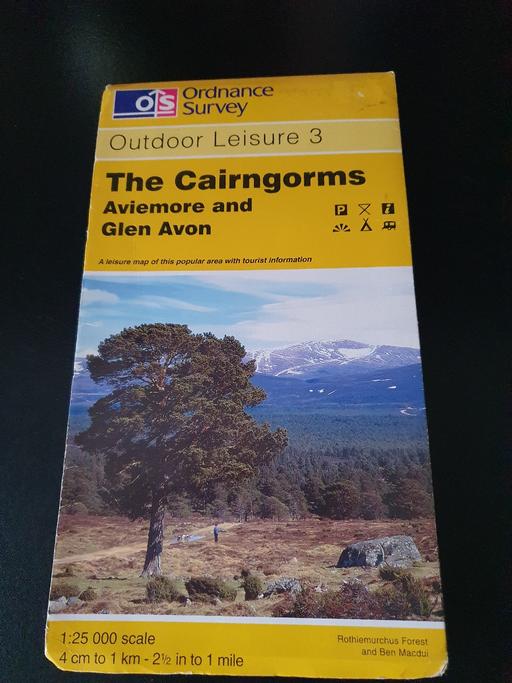 OS Ordnance
Survey
Outdoor Leisure 3
The Cairngorms
Aviemore and
Glen Avon
P i
A leisure map of this popular area with tourist information
1:25 000 scale
4 cm to 1 km - 2½ in to 1 mile
Rothiemurchus Forest
and Ben Macdui